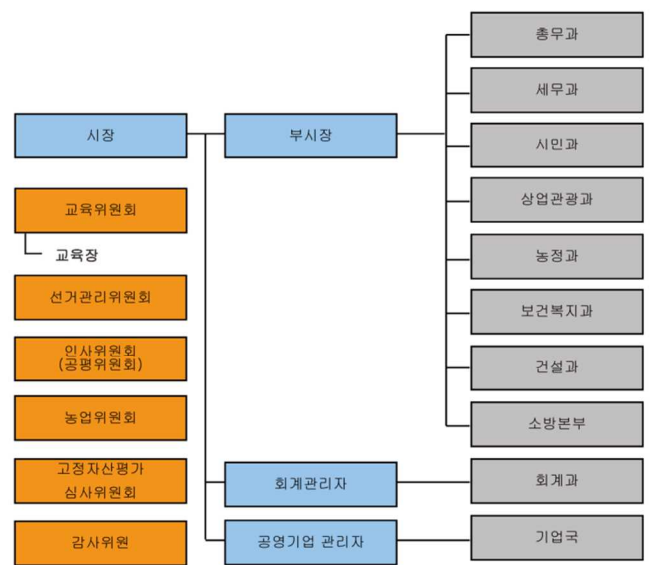 시장
교육위원회
교육장
선거관리위원회
인사위원회
(공평위원회)
농업위원회
고정자산평가
심사위원회
감사위원
부시장
회계관리자
공영기업 관리자
총무과
세무과
시민과
상업관광과
농정과
보건복지과
건설과
소방본부
회계과
기업국